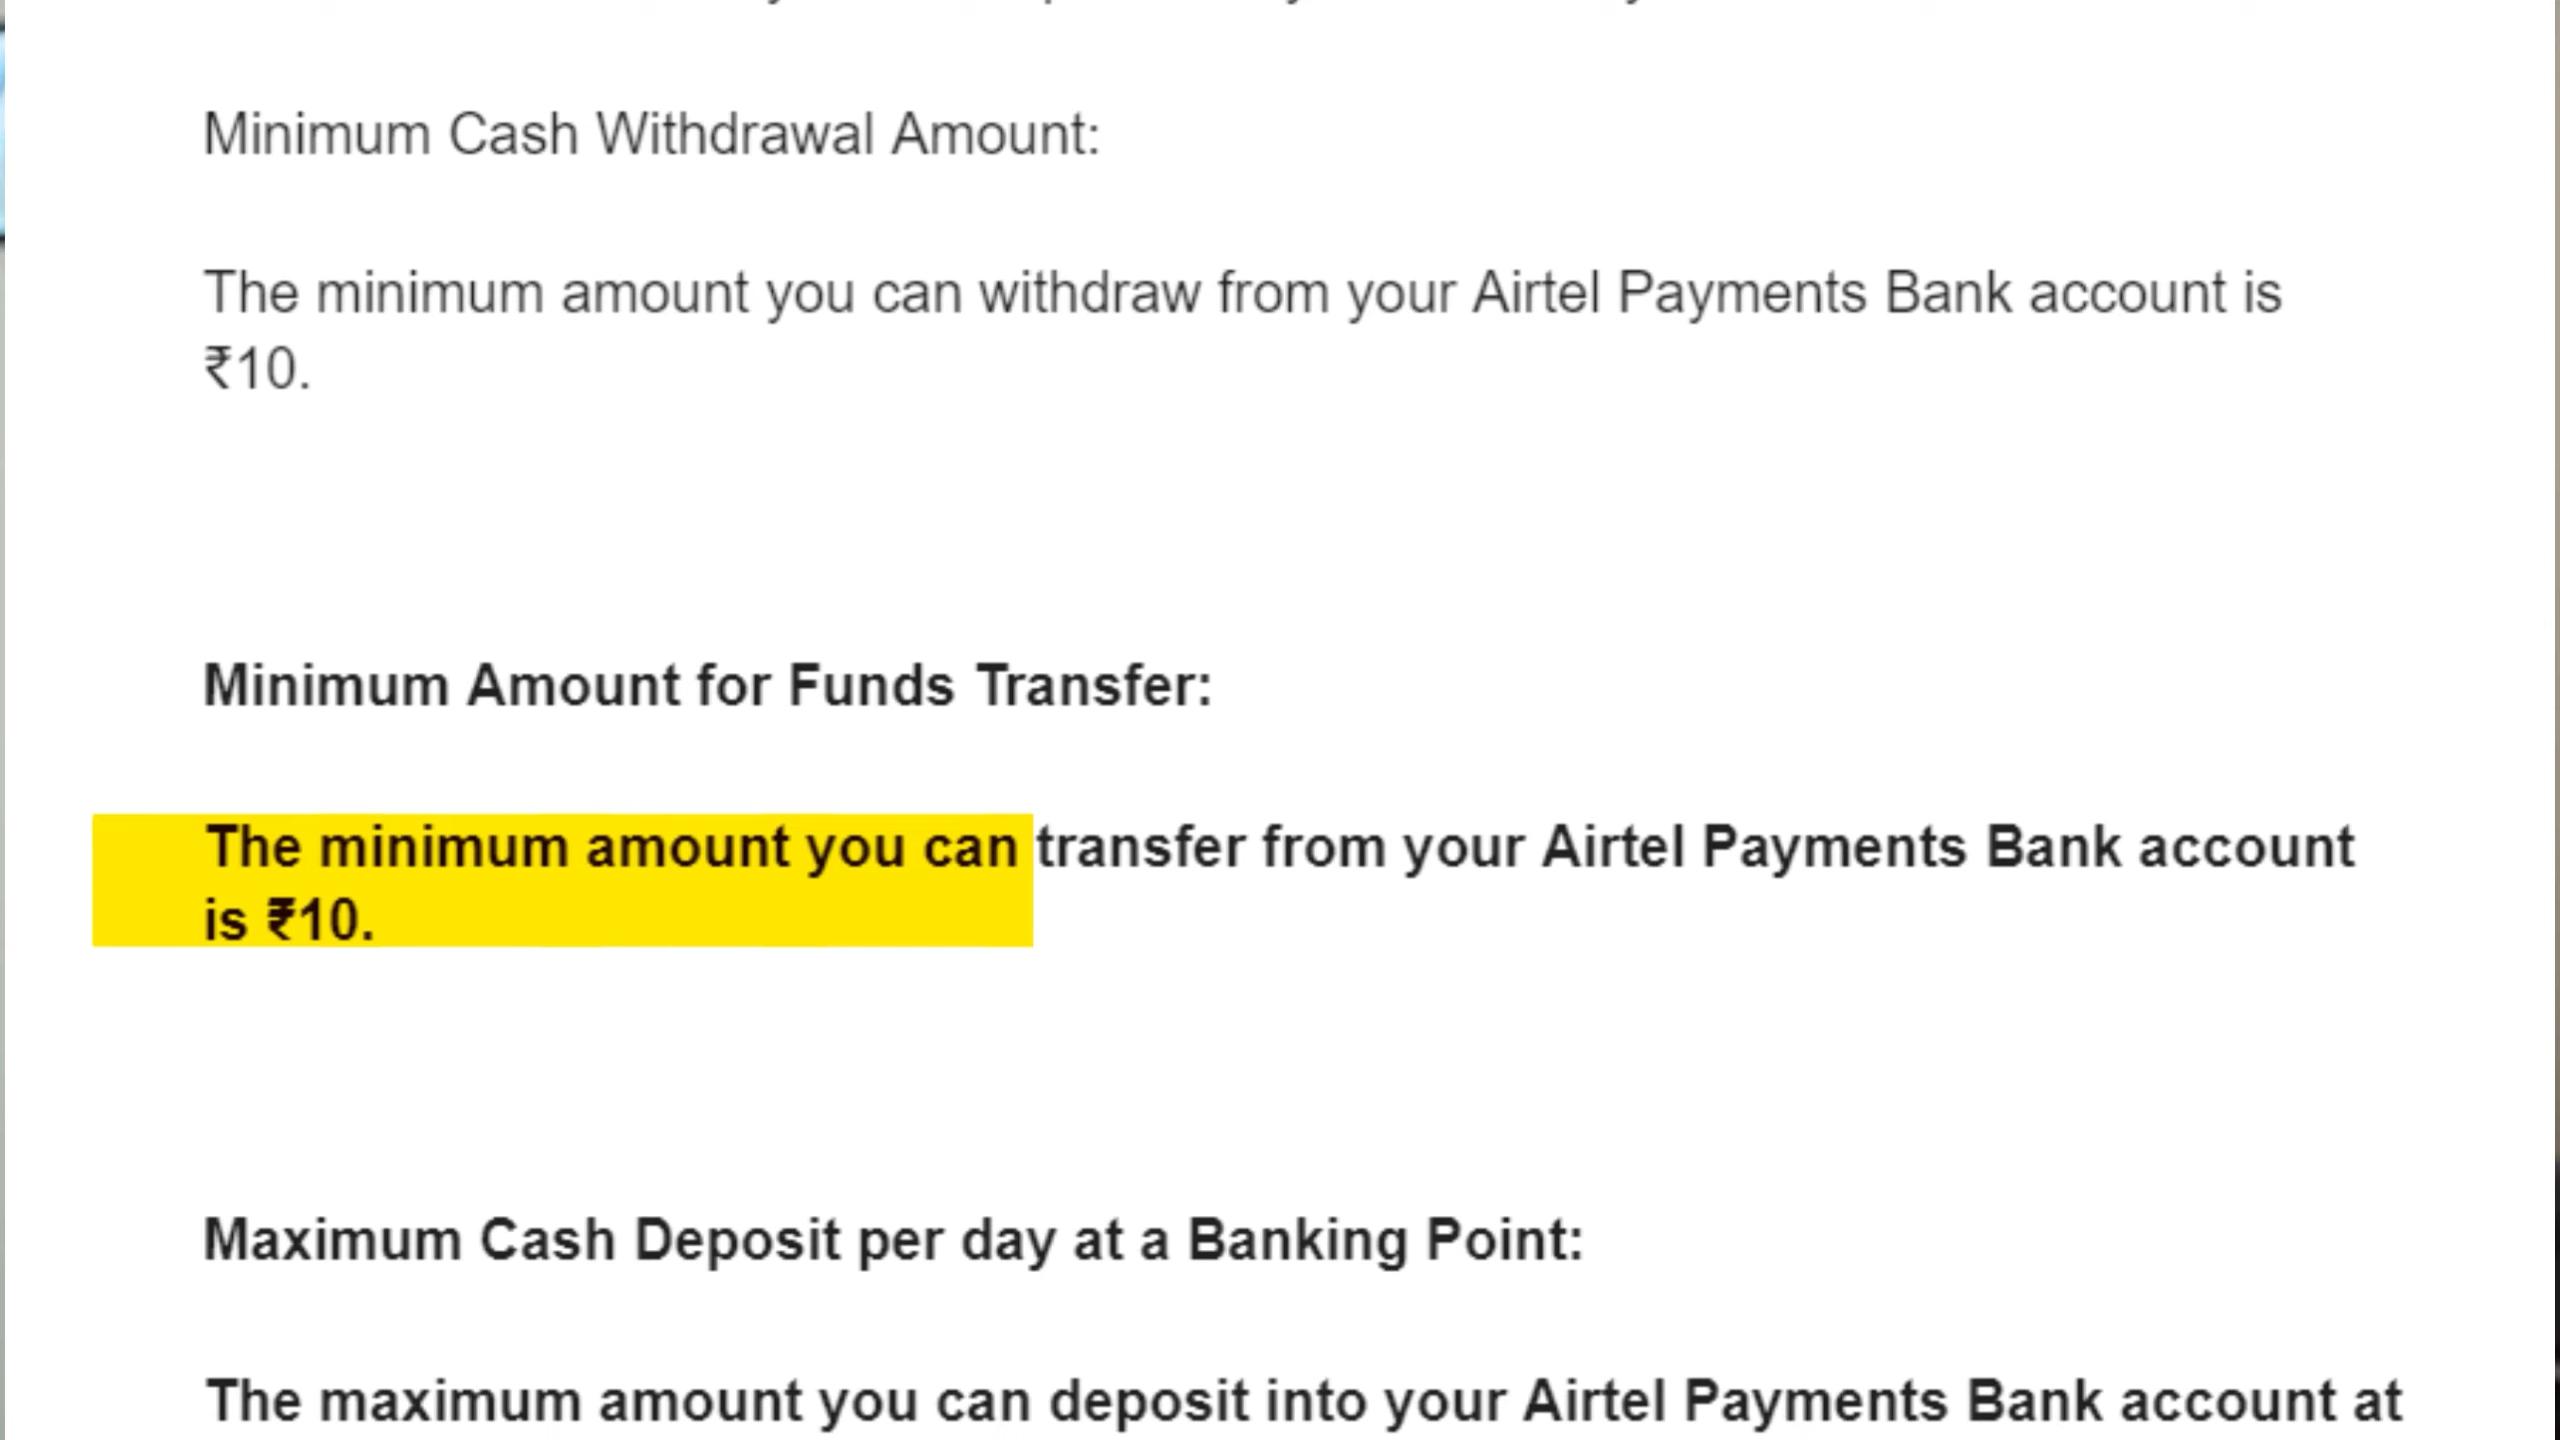 Minimum Cash Withdrawal Amount:
The minimum amount you can withdraw from your Airtel Payments Bank account is
₹10.
Minimum Amount for Funds Transfer:
The minimum amount you can transfer from your Airtel Payments Bank account
is ₹10.
Maximum Cash Deposit per day at a Banking Point:
The maximum amount you can deposit into your Airtel Payments Bank account at